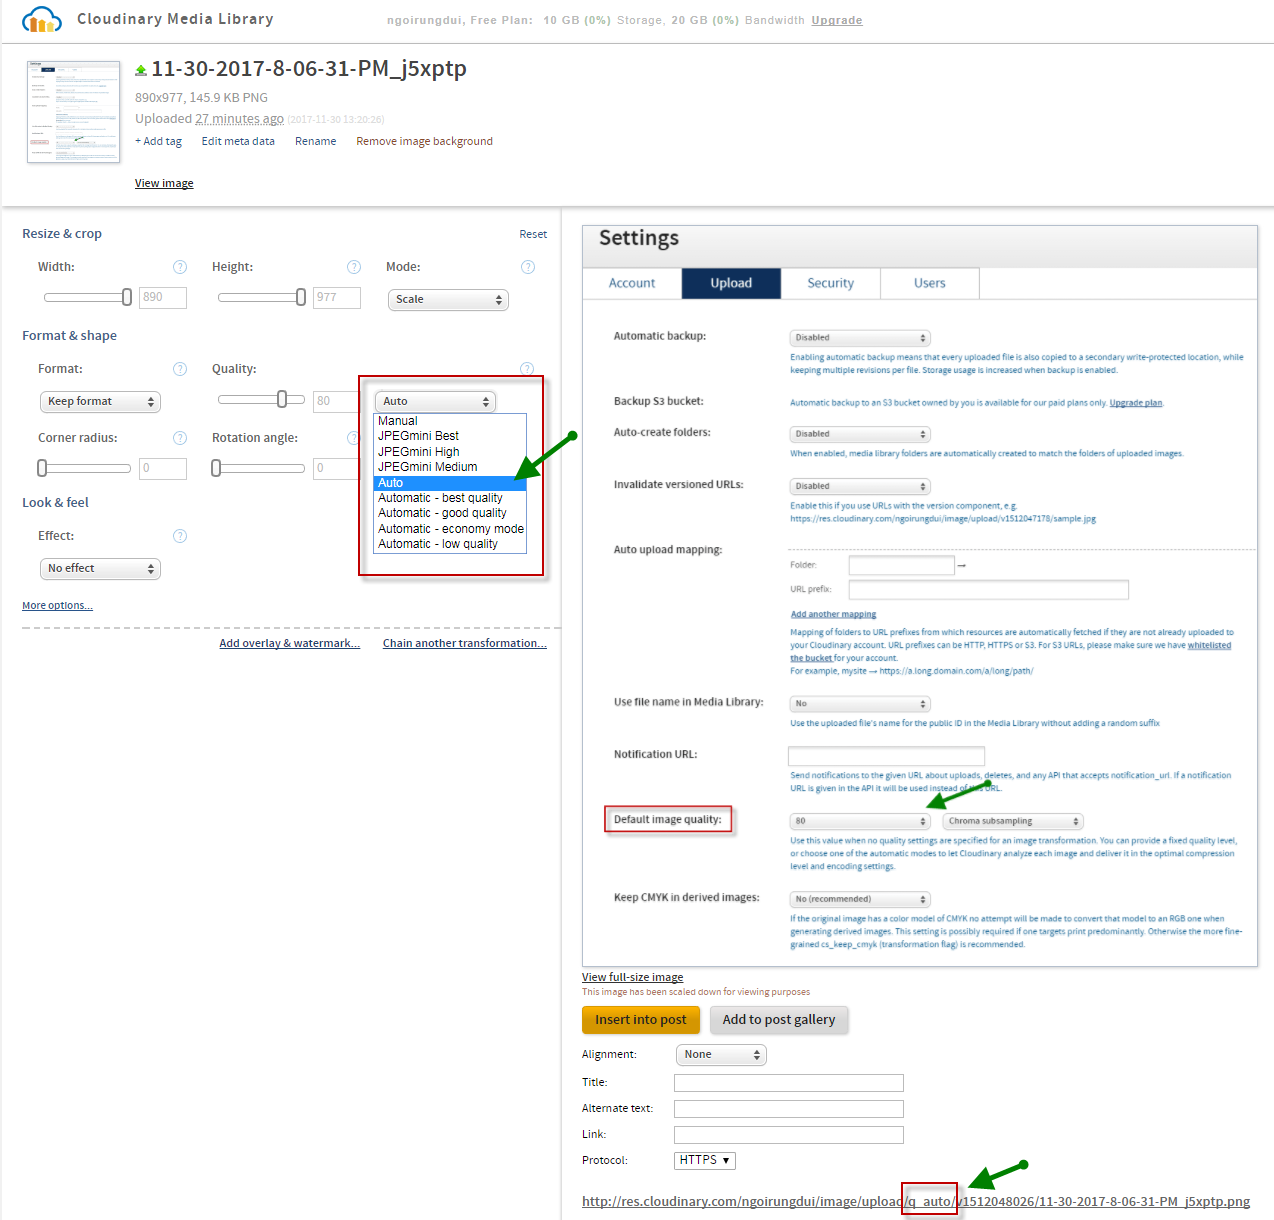 Cloudinary Media Library
ngoirungdui, Free Plan: 10 GB (0%) Storage, 20 GB (0%) Bandwidth Upgrade
11-30-2017-8-06-31-PM_j5xptp
890x977, 145.9 KB PNG
Uploaded 27 minutes ago (2017-11-30 13:20:26)
+ Add tag Edit meta data Rename Remove image background
View image
Resize & crop Reset
Width: ? Height: ? Mode: ?
890 977 Scale
Format & shape
Format: ? Quality: ?
Keep format 80 Auto
Manual
JPEGmini Best
JPEGmini High
JPEGmini Medium
Auto
Automatic - best quality
Automatic - good quality
Automatic - economy mode
Automatic - low quality
Corner radius: ? Rotation angle: ?
0 0
Look & feel
Effect: ?
No effect
More options...
Add overlay & watermark... Chain another transformation...
Settings
Account Upload Security Users
Automatic backup: Disabled
Enabling automatic backup means that every uploaded file is also copied to a secondary write-protected location, while
keeping multiple revisions per file. Storage usage is increased when backup is enabled.
Backup S3 bucket: Automatic backup to an S3 bucket owned by you is available for our paid plans only. Upgrade plan.
Auto-create folders: Disabled
When enabled, media library folders are automatically created to match the folders of uploaded images.
Invalidate versioned URLs: Disabled
Enable this if you use URLs with the version component, e.g.
https://res.cloudinary.com/ngoirungdui/image/upload/v1512047178/sample.jpg
Auto upload mapping:
Folder: →
URL prefix:
Add another mapping
Mapping of folders to URL prefixes from which resources are automatically fetched if they are not already uploaded to
your Cloudinary account. URL prefixes can be HTTP, HTTPS or S3. For S3 URLs, please make sure we have whitelisted
the bucket for your account.
For example, mysite → https://a.long.domain.com/a/long/path/
Use file name in Media Library: No
Use the uploaded file's name for the public ID in the Media Library without adding a random suffix
Notification URL:
Send notifications to the given URL about uploads, deletes, and any API that accepts notification_url. If a notification
URL is given in the API it will be used instead of this URL.
Default image quality: 80 Chroma subsampling
Use this value when no quality settings are specified for an image transformation. You can provide a fixed quality level,
or choose one of the automatic modes to let Cloudinary analyze each image and deliver it in the optimal compression
level and encoding settings.
Keep CMYK in derived images: No (recommended)
If the original image has a color model of CMYK no attempt will be made to convert that model to an RGB one when
generating derived images. This setting is possibly required if one targets print predominantly. Otherwise the more fine-
grained cs_keep_cmyk (transformation flag) is recommended.
View full-size image
This image has been scaled down for viewing purposes
Insert into post Add to post gallery
Alignment: None
Title:
Alternate text:
Link:
Protocol: HTTPS
http://res.cloudinary.com/ngoirungdui/image/upload/q_auto/v1512048026/11-30-2017-8-06-31-PM_j5xptp.png